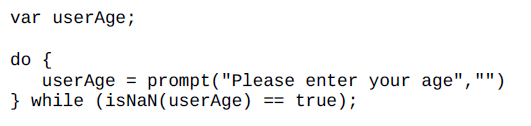 var userAge;
do {
userAge = prompt("Please enter your age","")
} while (isNaN(userAge) == true);